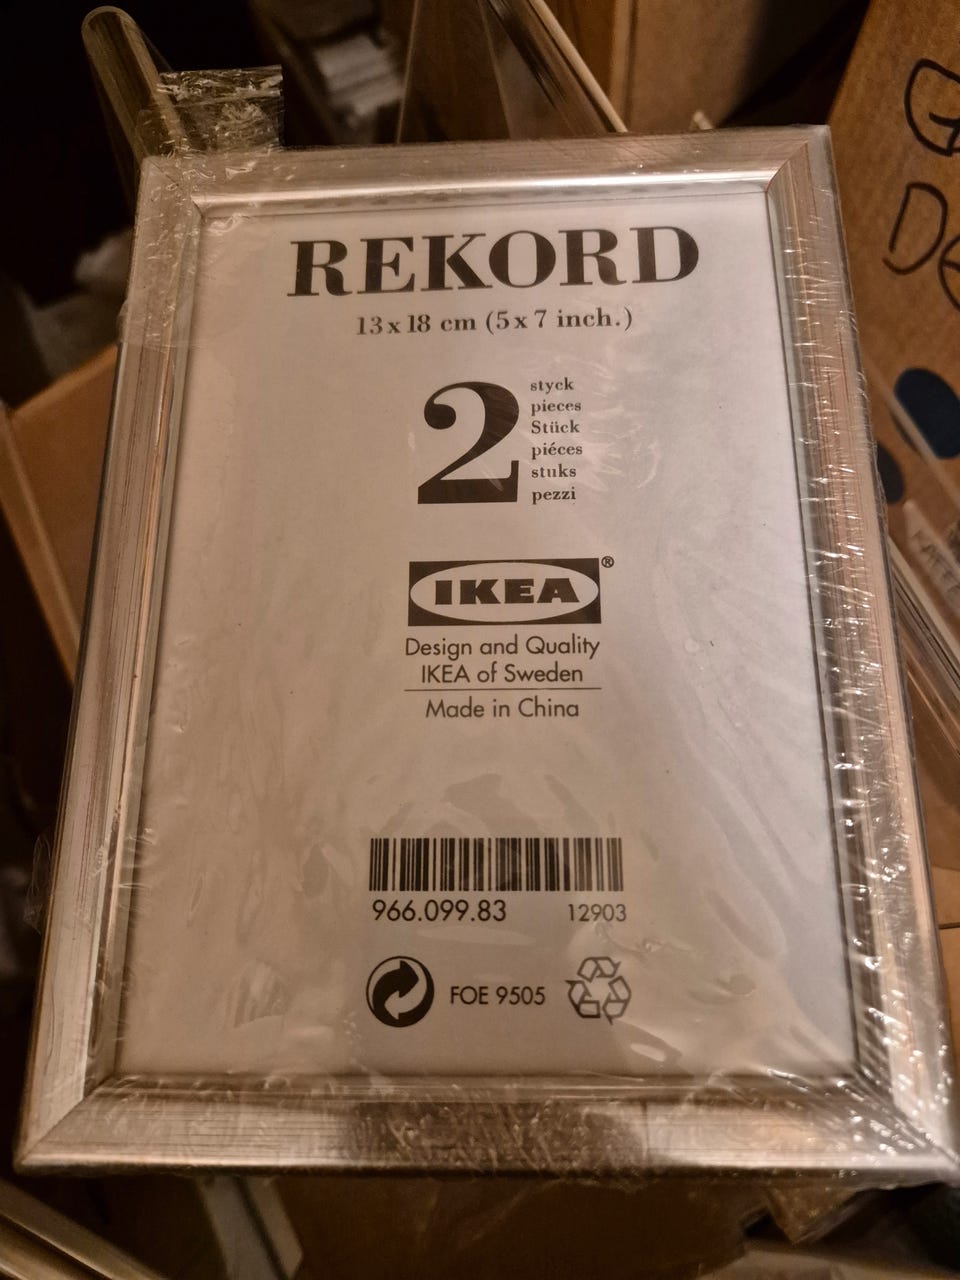 REKORD
13 x 18 cm (5 x 7 inch.)
2
styck
pieces
Stück
piéces
stuks
pezzi
IKEA®
Design and Quality
IKEA of Sweden
Made in China
966.099.83 12903
FOE 9505